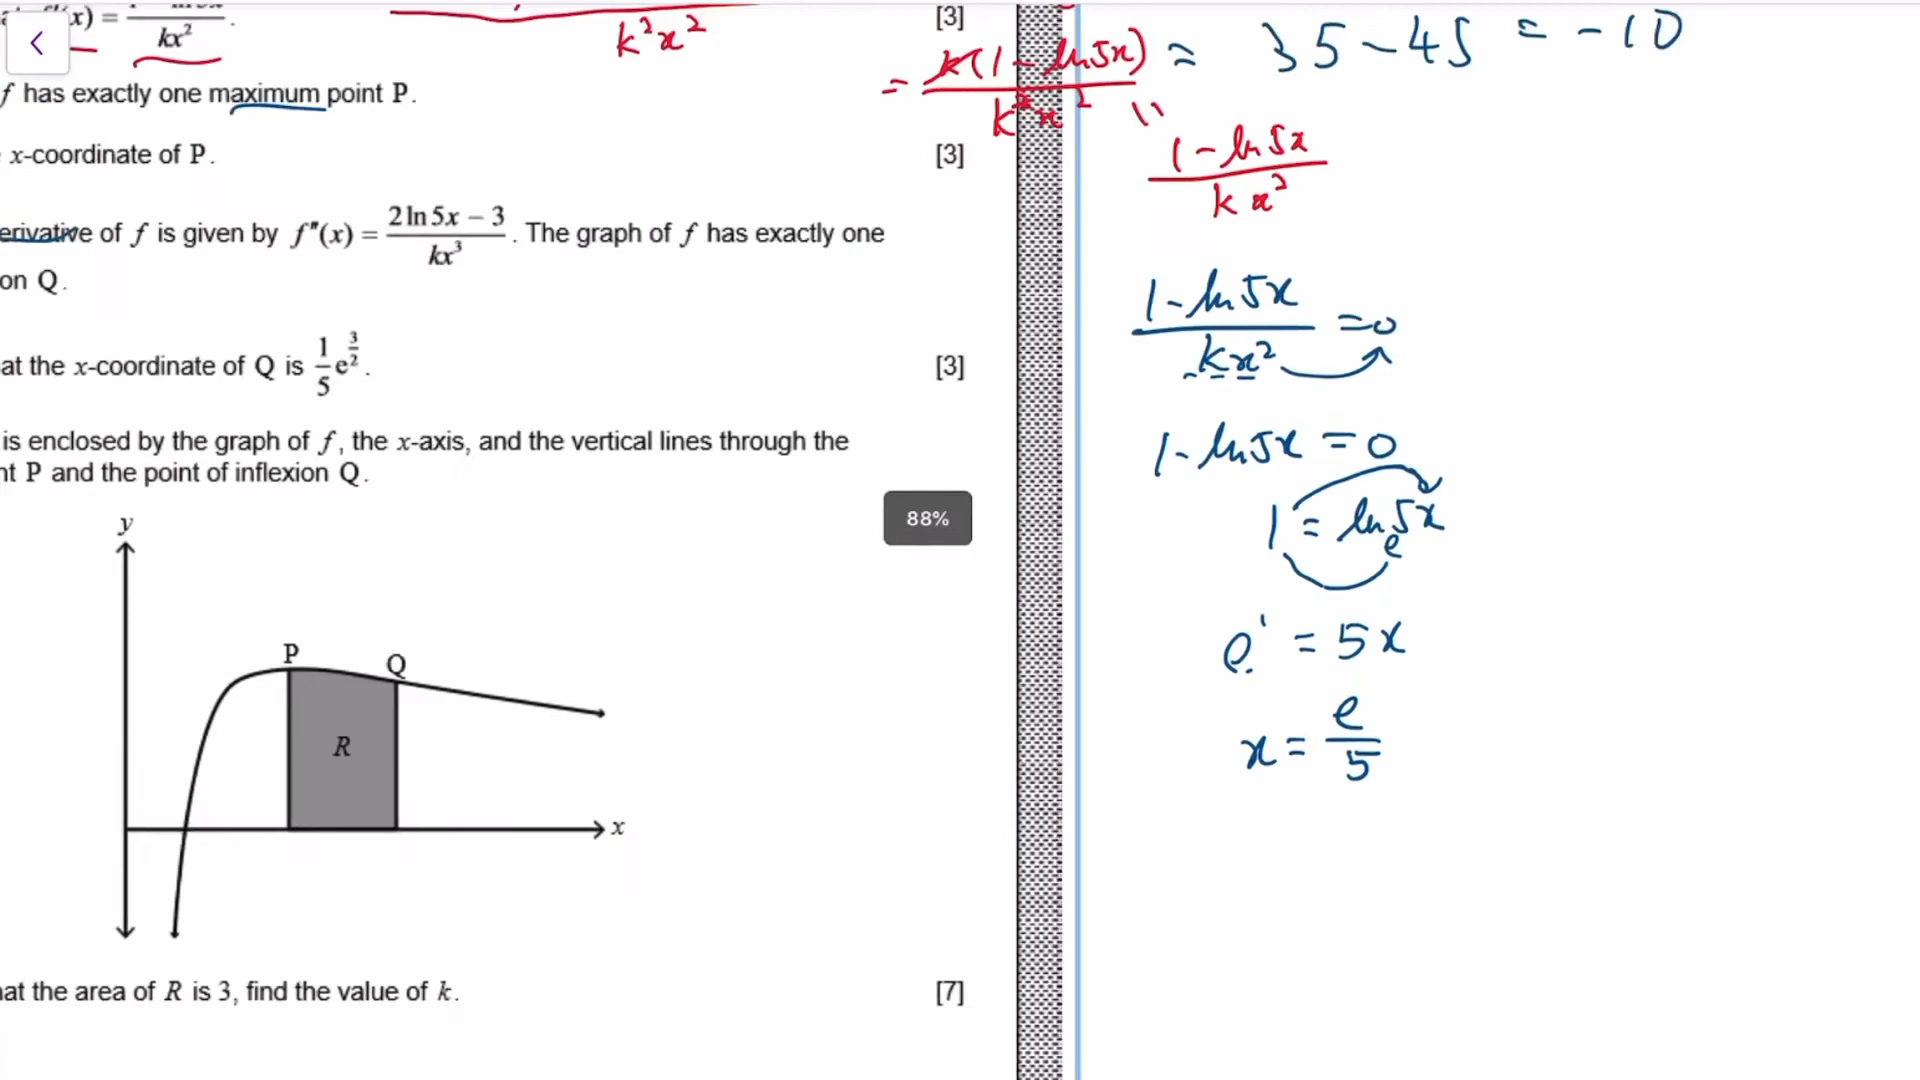 x) =
kx²
k²x²
[3]
f has exactly one maximum point P.
x-coordinate of P. [3]
erivative of f is given by f″(x) = (2 ln 5x − 3)/(kx³). The graph of f has exactly one
on Q.
at the x-coordinate of Q is 1/5 e^(3/2). [3]
is enclosed by the graph of f, the x-axis, and the vertical lines through the
nt P and the point of inflexion Q.
88%
y
P
Q
R
x
at the area of R is 3, find the value of k. [7]
= k(1 − ln5x)/(k²x²) = 35 − 45 = −10
(1 − ln5x)/(kx²)
(1 − ln5x)/(kx²) = 0
1 − ln5x = 0
1 = ln5x
e
e¹ = 5x
x = e/5